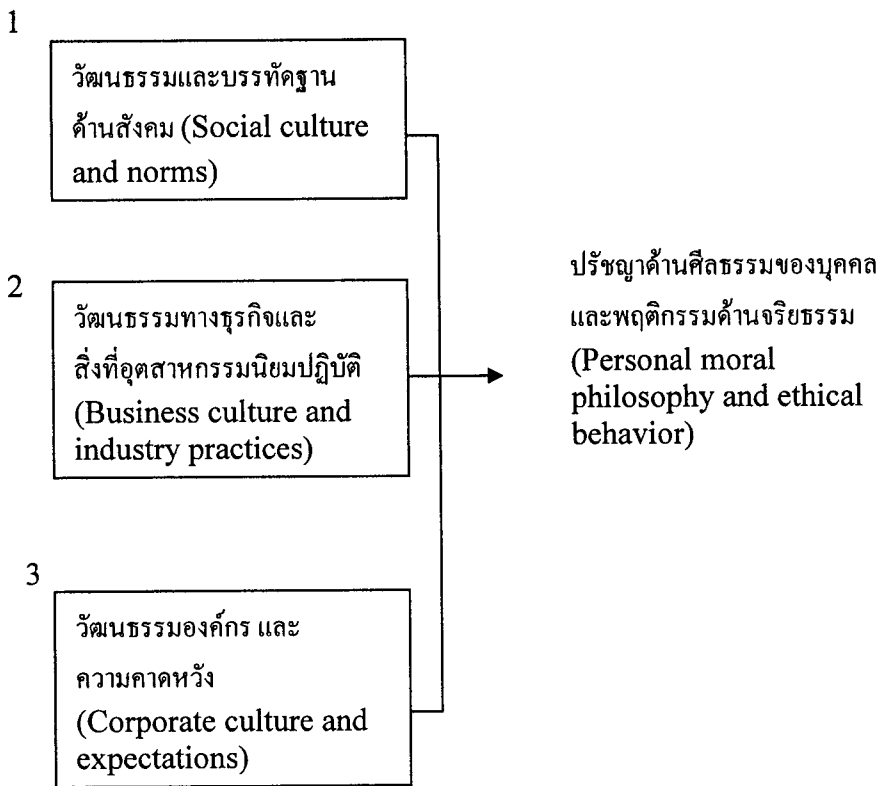 1
วัฒนธรรมและบรรทัดฐาน
ด้านสังคม (Social culture
and norms)
2
วัฒนธรรมทางธุรกิจและ
สิ่งที่อุตสาหกรรมนิยมปฏิบัติ
(Business culture and
industry practices)
3
วัฒนธรรมองค์กร และ
ความคาดหวัง
(Corporate culture and
expectations)
ปรัชญาด้านศีลธรรมของบุคคล
และพฤติกรรมด้านจริยธรรม
(Personal moral
philosophy and ethical
behavior)